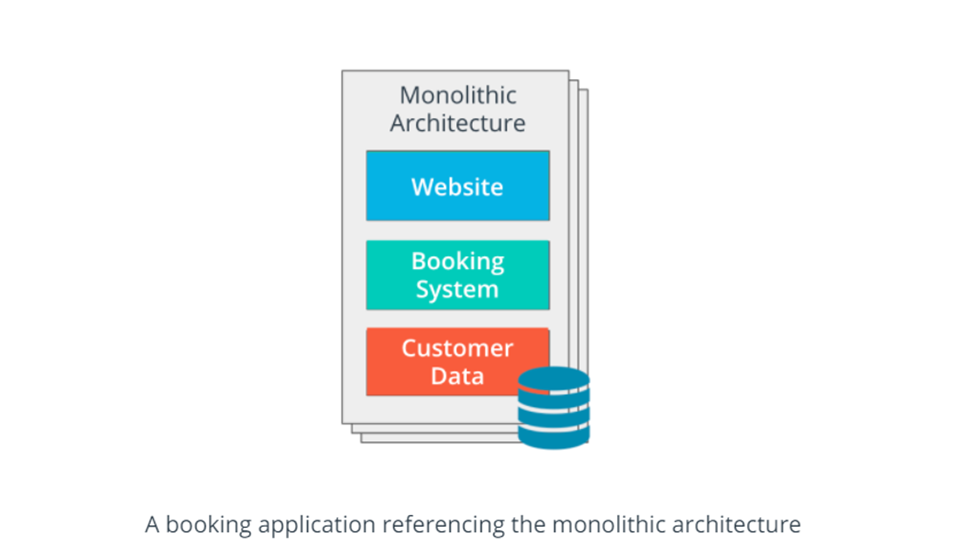 Monolithic
Architecture
Website
Booking
System
Customer
Data
A booking application referencing the monolithic architecture